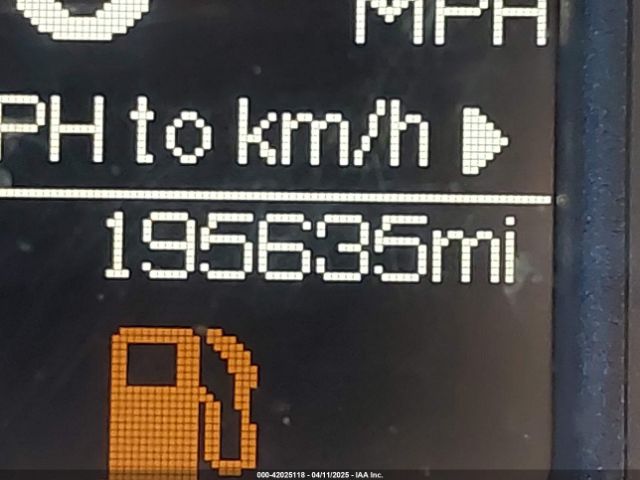 MPH
PH to km/h
195635mi
000-42025118 - 04/11/2025 - IAA Inc.